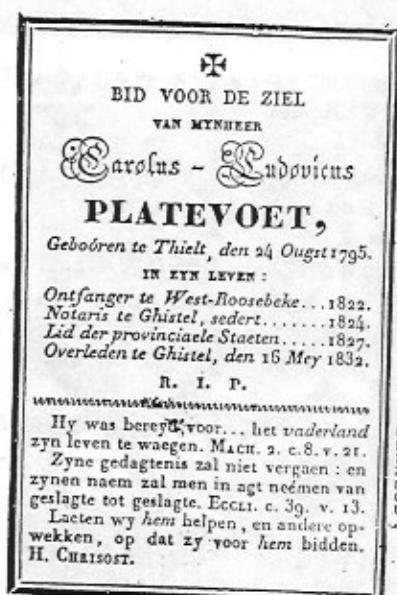 BID VOOR DE ZIEL
VAN MYNHEER
Carolus - Ludovicus
PLATEVOET,
Geboóren te Thielt, den 24 Ougst 1795.
IN ZYN LEVEN:
Ontfanger te West-Roosebeke...1822.
Notaris te Ghistel, sedert.......1824.
Lid der provinciaele Staeten.....1827.
Overleden te Ghistel, den 16 Mey 1832.
R. I. P.
Hy was bereyd voor... het vaderland
zyn leven te waegen. MACH. 2. c. 8. v. 21.
Zyne gedagtenis zal niet vergaen: en
zynen naem zal men in agt neémen van
geslagte tot geslagte. ECCLI. c. 39. v. 13.
Laeten wy hem helpen, en andere op-
wekken, op dat zy voor hem bidden.
H. CHRISOST.